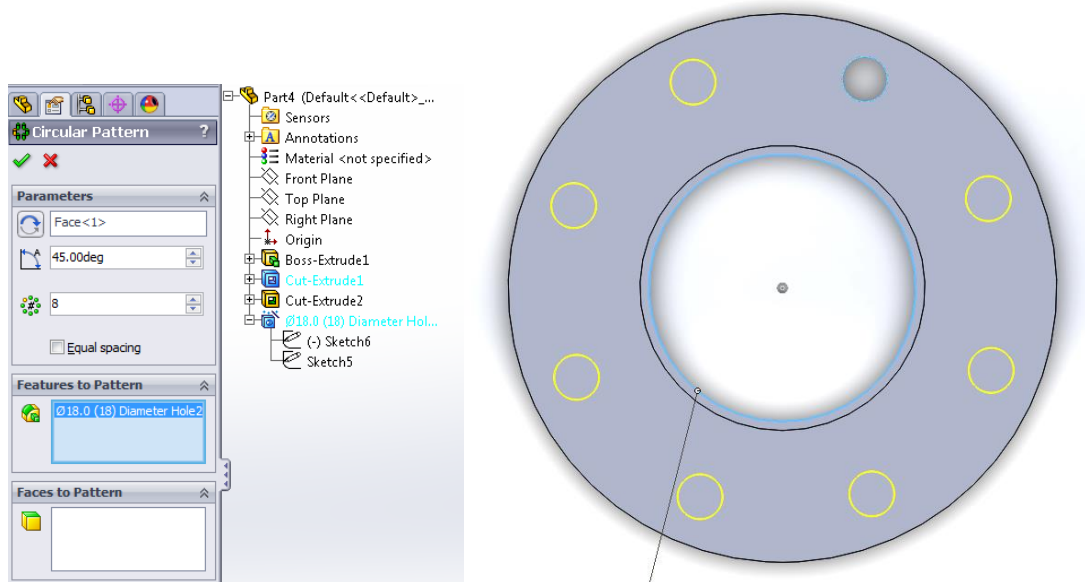 Circular Pattern ?
Parameters
Face<1>
45.00deg
8
Equal spacing
Features to Pattern
Ø18.0 (18) Diameter Hole2
Faces to Pattern
Part4 (Default<<Default>_...
Sensors
Annotations
Material <not specified>
Front Plane
Top Plane
Right Plane
Origin
Boss-Extrude1
Cut-Extrude1
Cut-Extrude2
Ø18.0 (18) Diameter Hol...
(-) Sketch6
Sketch5